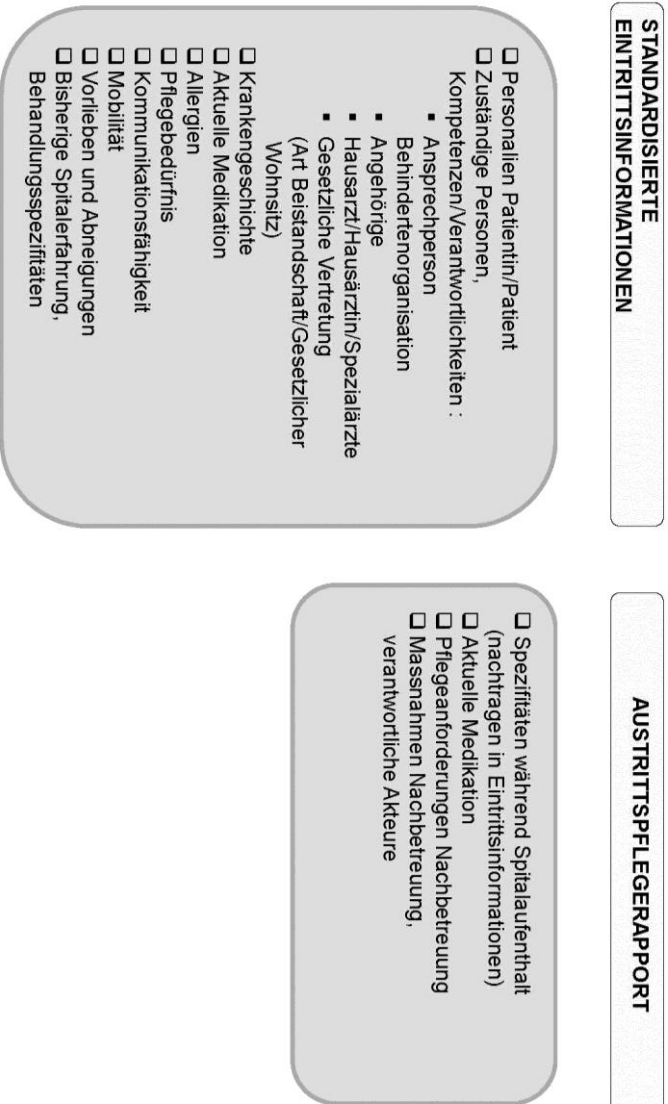 STANDARDISIERTE
EINTRITTSINFORMATIONEN
❑ Personalien Patientin/Patient
❑ Zuständige Personen,
Kompetenzen/Verantwortlichkeiten :
▪ Ansprechperson
Behindertenorganisation
▪ Angehörige
▪ Hausarzt/Hausärztin/Spezialärzte
▪ Gesetzliche Vertretung
(Art Beistandschaft/Gesetzlicher
Wohnsitz)
❑ Krankengeschichte
❑ Aktuelle Medikation
❑ Allergien
❑ Pflegebedürfnis
❑ Kommunikationsfähigkeit
❑ Mobilität
❑ Vorlieben und Abneigungen
❑ Bisherige Spitalerfahrung,
Behandlungsspezifitäten
AUSTRITTSPFLEGERAPPORT
❑ Spezifitäten während Spitalaufenthalt
(nachtragen in Eintrittsinformationen)
❑ Aktuelle Medikation
❑ Pflegeanforderungen Nachbetreuung
❑ Massnahmen Nachbetreuung,
verantwortliche Akteure